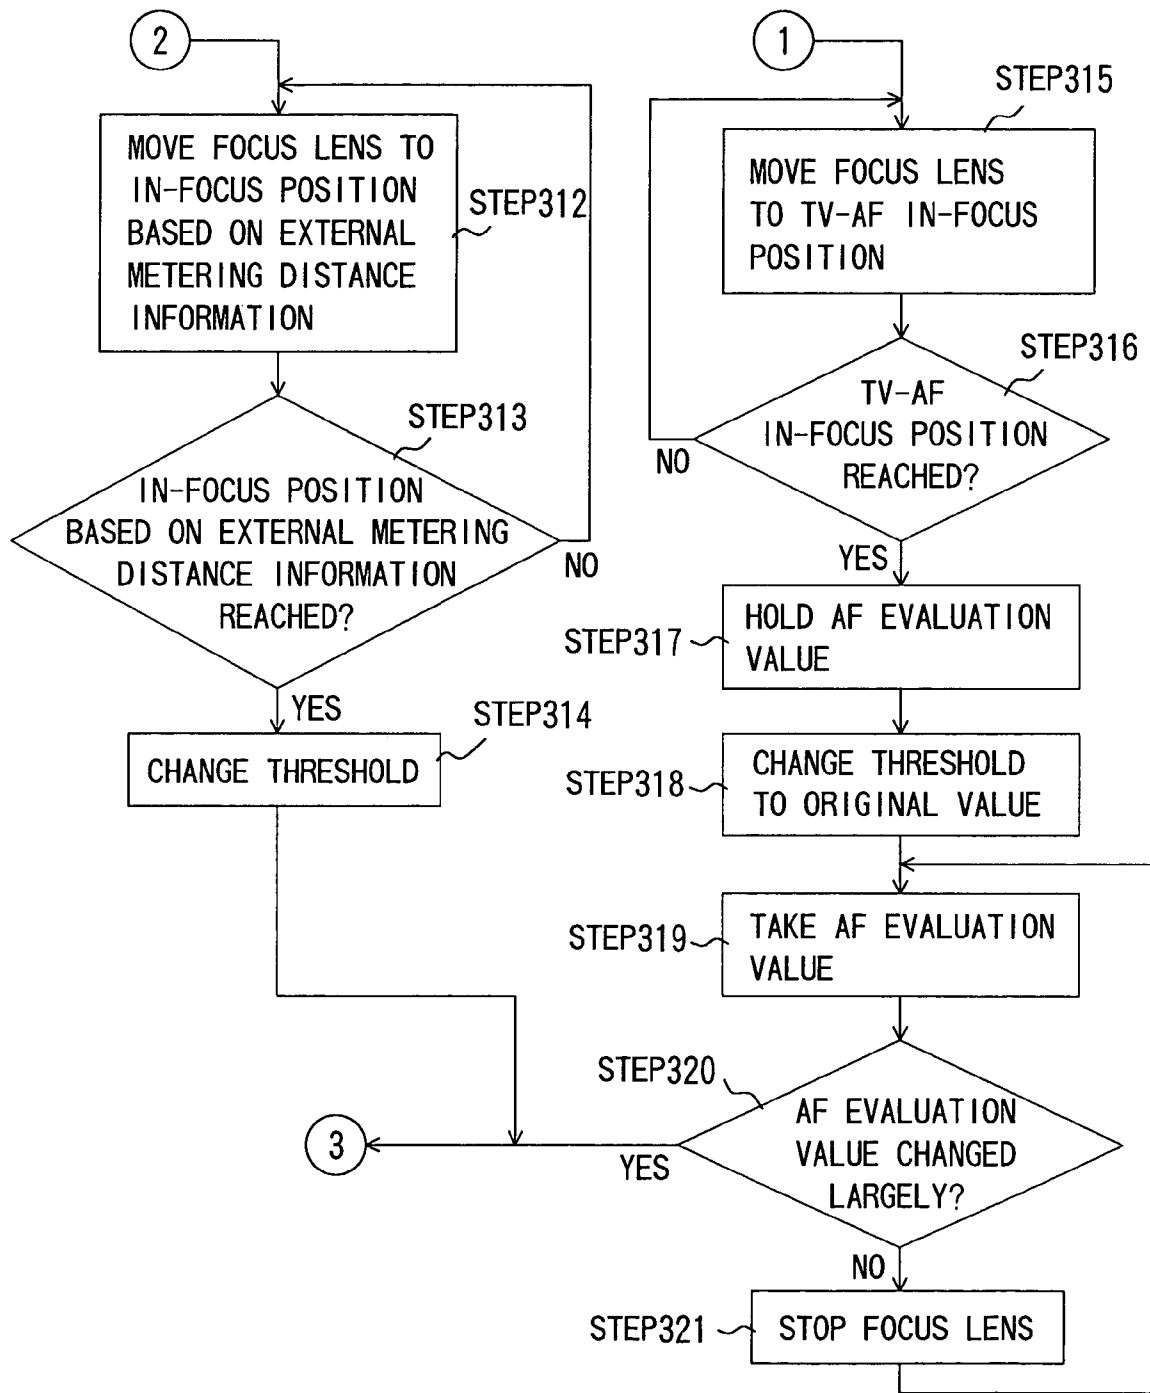 2
MOVE FOCUS LENS TO
IN-FOCUS POSITION
BASED ON EXTERNAL
METERING DISTANCE
INFORMATION
STEP312
STEP313
IN-FOCUS POSITION
BASED ON EXTERNAL METERING
DISTANCE INFORMATION
REACHED?
NO
YES
STEP314
CHANGE THRESHOLD
1
STEP315
MOVE FOCUS LENS
TO TV-AF IN-FOCUS
POSITION
STEP316
TV-AF
IN-FOCUS POSITION
REACHED?
NO
YES
STEP317
HOLD AF EVALUATION
VALUE
STEP318
CHANGE THRESHOLD
TO ORIGINAL VALUE
STEP319
TAKE AF EVALUATION
VALUE
STEP320
AF EVALUATION
VALUE CHANGED
LARGELY?
YES
3
NO
STEP321
STOP FOCUS LENS